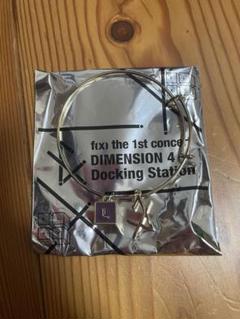 f(x) the 1st conce
DIMENSION 4
Docking Station